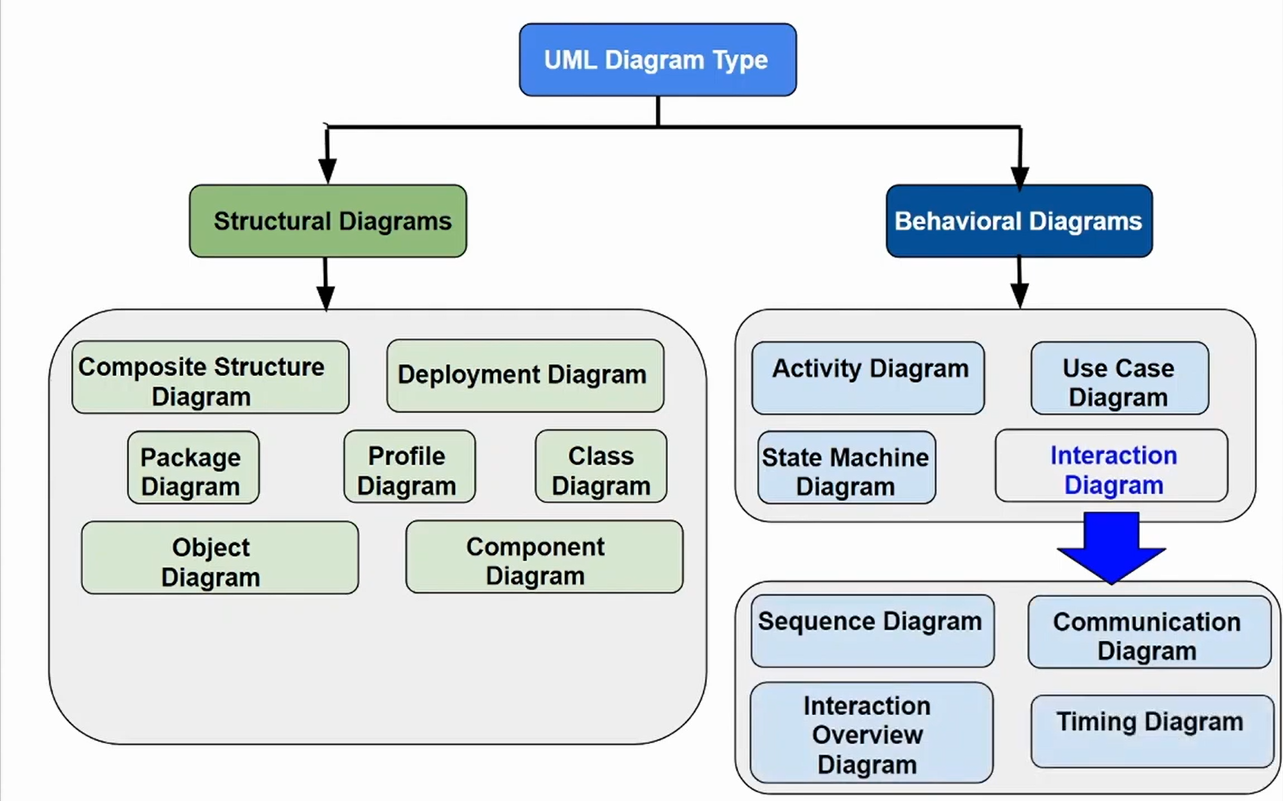 UML Diagram Type
Structural Diagrams
Behavioral Diagrams
Composite Structure
Diagram
Deployment Diagram
Package
Diagram
Profile
Diagram
Class
Diagram
Object
Diagram
Component
Diagram
Activity Diagram
Use Case
Diagram
State Machine
Diagram
Interaction
Diagram
Sequence Diagram
Communication
Diagram
Interaction
Overview
Diagram
Timing Diagram